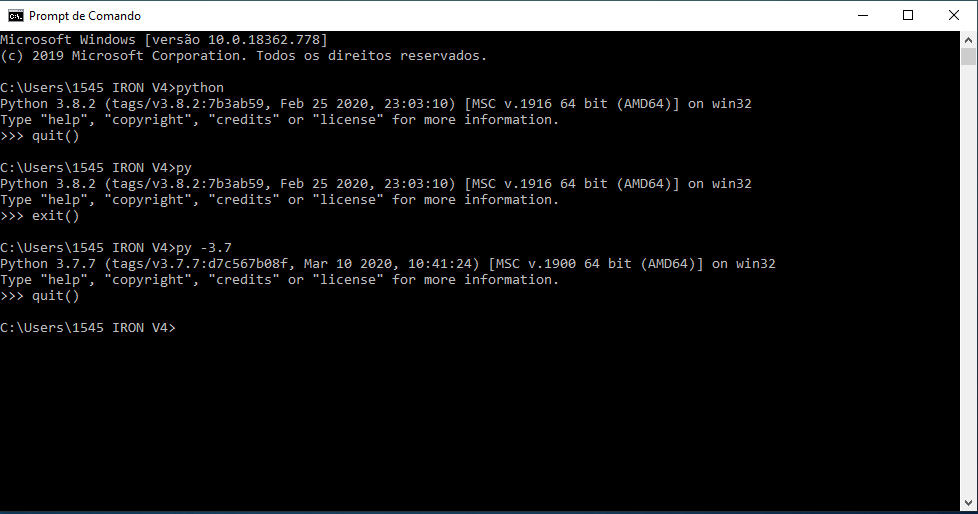 Prompt de Comando
Microsoft Windows [versão 10.0.18362.778]
(c) 2019 Microsoft Corporation. Todos os direitos reservados.
C:\Users\1545 IRON V4>python
Python 3.8.2 (tags/v3.8.2:7b3ab59, Feb 25 2020, 23:03:10) [MSC v.1916 64 bit (AMD64)] on win32
Type "help", "copyright", "credits" or "license" for more information.
>>> quit()
C:\Users\1545 IRON V4>py
Python 3.8.2 (tags/v3.8.2:7b3ab59, Feb 25 2020, 23:03:10) [MSC v.1916 64 bit (AMD64)] on win32
Type "help", "copyright", "credits" or "license" for more information.
>>> exit()
C:\Users\1545 IRON V4>py -3.7
Python 3.7.7 (tags/v3.7.7:d7c567b08f, Mar 10 2020, 10:41:24) [MSC v.1900 64 bit (AMD64)] on win32
Type "help", "copyright", "credits" or "license" for more information.
>>> quit()
C:\Users\1545 IRON V4>